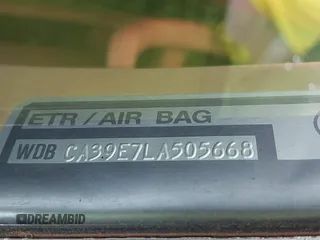 ETR / AIR BAG
WDB CA39E7LA505668
DREAMBID